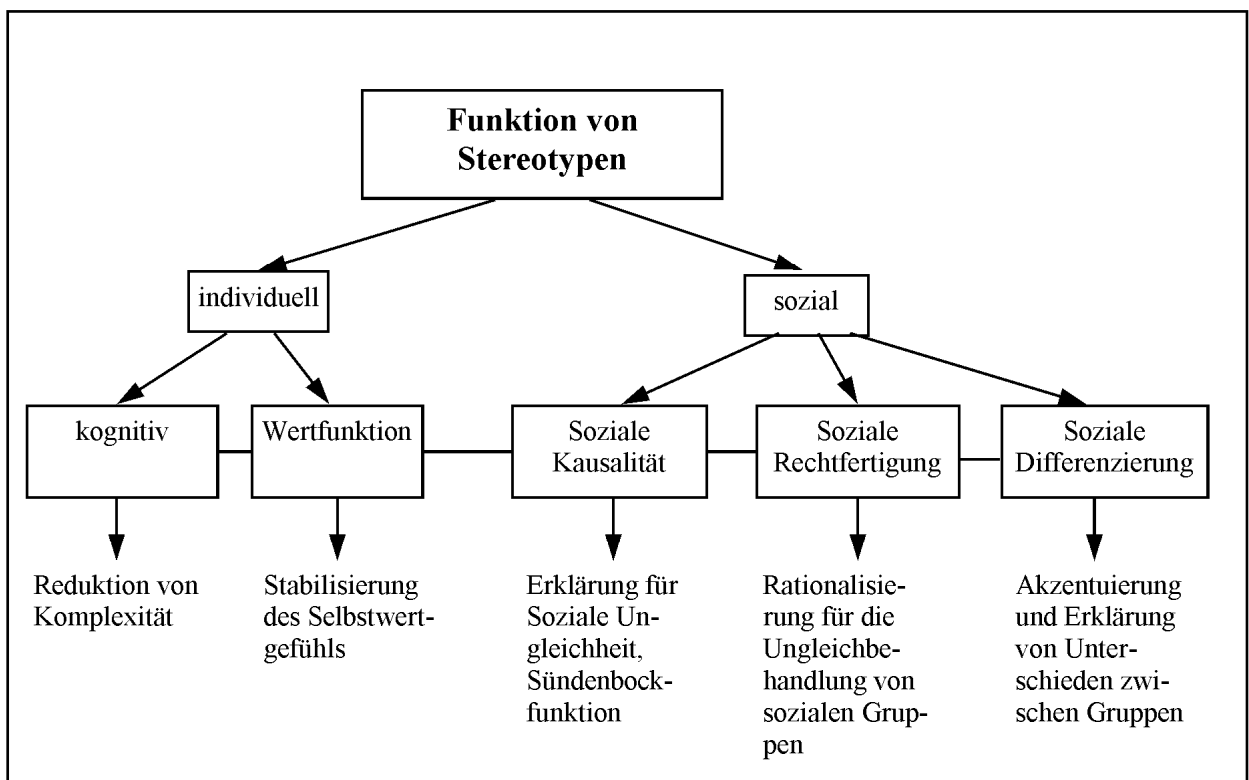 Funktion von
Stereotypen
individuell
sozial
kognitiv
Wertfunktion
Soziale
Kausalität
Soziale
Rechtfertigung
Soziale
Differenzierung
Reduktion von
Komplexität
Stabilisierung
des Selbstwert-
gefühls
Erklärung für
Soziale Un-
gleichheit,
Sündenbock-
funktion
Rationalisie-
rung für die
Ungleichbe-
handlung von
sozialen Grup-
pen
Akzentuierung
und Erklärung
von Unter-
schieden zwi-
schen Gruppen